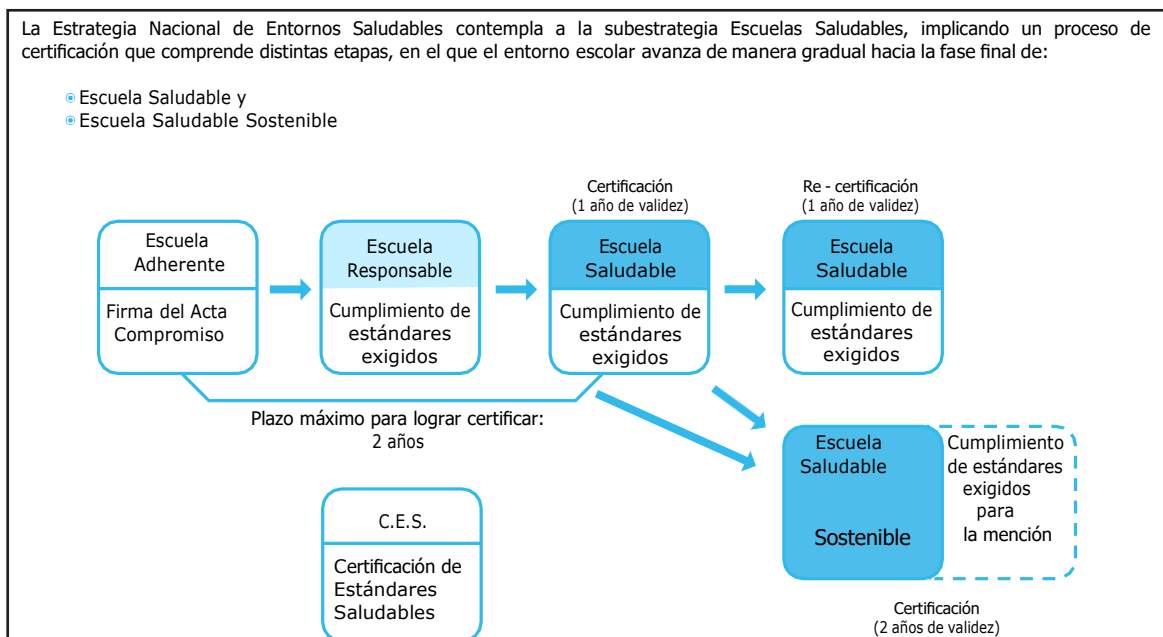 La Estrategia Nacional de Entornos Saludables contempla a la subestrategia Escuelas Saludables, implicando un proceso de
certificación que comprende distintas etapas, en el que el entorno escolar avanza de manera gradual hacia la fase final de:
Escuela Saludable y
Escuela Saludable Sostenible
Escuela
Adherente
Firma del Acta
Compromiso
Escuela
Responsable
Cumplimiento de
estándares
exigidos
Certificación
(1 año de validez)
Escuela
Saludable
Cumplimiento de
estándares
exigidos
Re - certificación
(1 año de validez)
Escuela
Saludable
Cumplimiento de
estándares
exigidos
Plazo máximo para lograr certificar:
2 años
Escuela
Saludable
Sostenible
Cumplimiento
de estándares
exigidos
para
la mención
Certificación
(2 años de validez)
C.E.S.
Certificación de
Estándares
Saludables